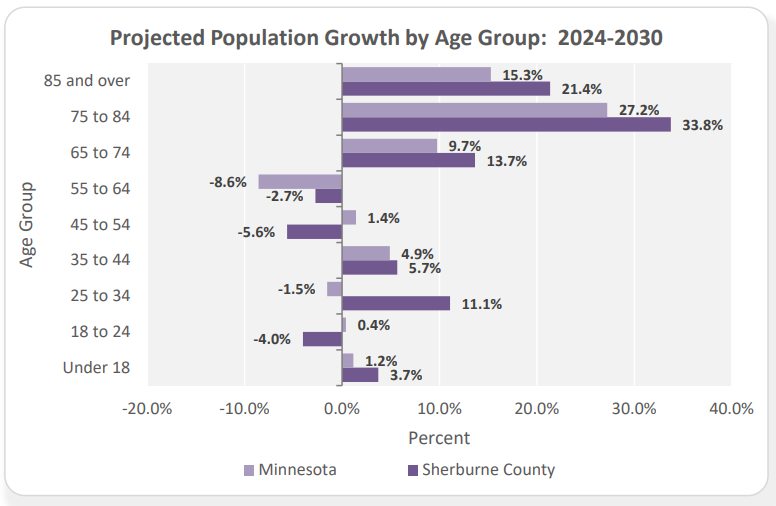 Projected Population Growth by Age Group:  2024-2030
85 and over
15.3%
21.4%
75 to 84
27.2%
33.8%
65 to 74
9.7%
13.7%
55 to 64
-8.6%
-2.7%
45 to 54
1.4%
-5.6%
35 to 44
4.9%
5.7%
25 to 34
-1.5%
11.1%
18 to 24
0.4%
-4.0%
Under 18
1.2%
3.7%
Age Group
-20.0% -10.0% 0.0% 10.0% 20.0% 30.0% 40.0%
Percent
Minnesota Sherburne County